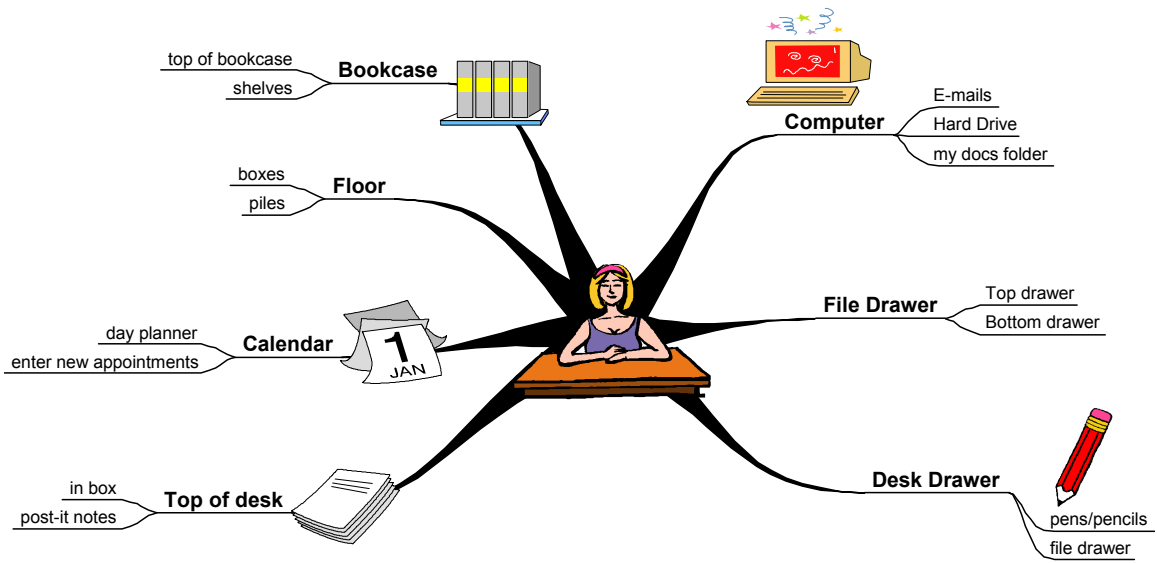 Bookcase
top of bookcase
shelves
Floor
boxes
piles
Calendar
day planner
enter new appointments
1
JAN
Top of desk
in box
post-it notes
Computer
E-mails
Hard Drive
my docs folder
File Drawer
Top drawer
Bottom drawer
Desk Drawer
pens/pencils
file drawer